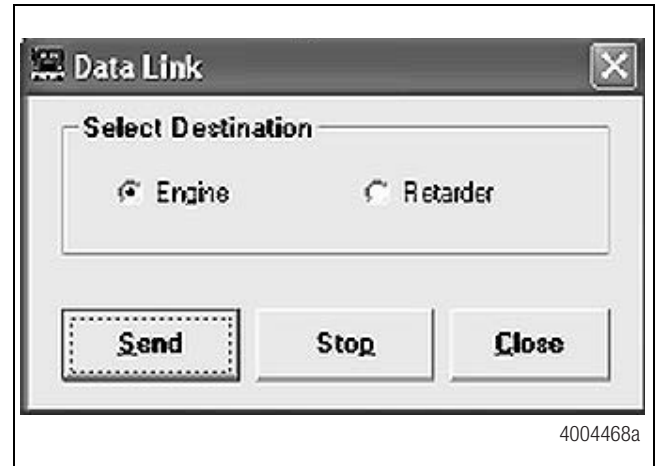 Data Link
Select Destination
Engine Retarder
Send Stop Close
4004468a